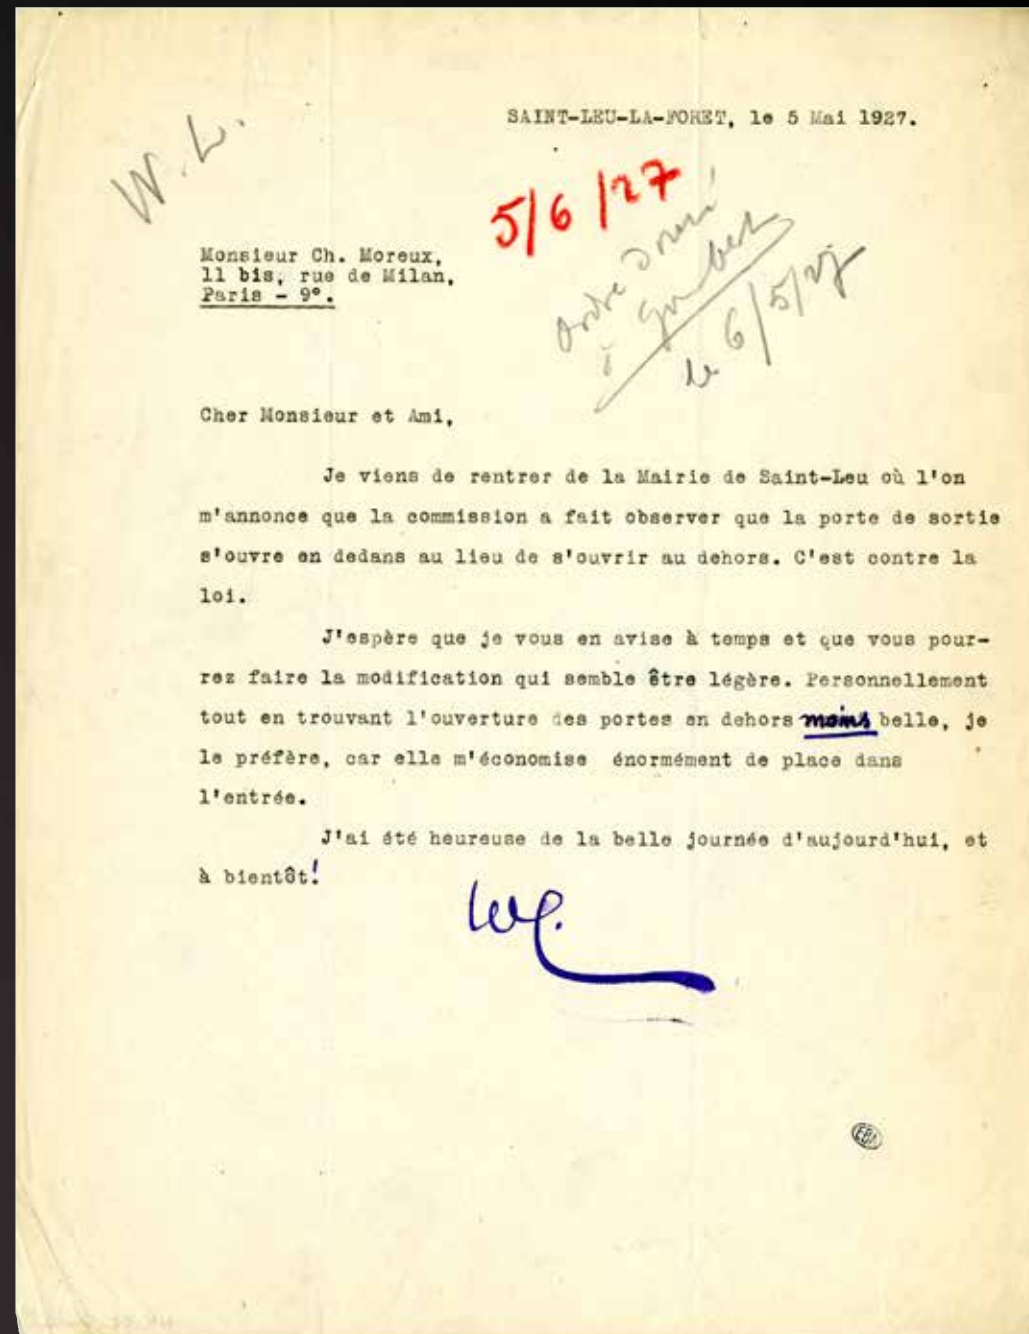 SAINT-LEU-LA-FORET, le 5 Mai 1927.
W. L.
5/6/27
ordre donné
à
le 6/5/27
Monsieur Ch. Moreux,
11 bis, rue de Milan,
Paris - 9°.
Cher Monsieur et Ami,
Je viens de rentrer de la Mairie de Saint-Leu où l'on
m'annonce que la commission a fait observer que la porte de sortie
s'ouvre en dedans au lieu de s'ouvrir au dehors. C'est contre la
loi.
J'espère que je vous en avise à temps et que vous pour-
rez faire la modification qui semble être légère. Personnellement
tout en trouvant l'ouverture des portes en dehors moins belle, je
le préfère, car elle m'économise énormément de place dans
l'entrée.
J'ai été heureuse de la belle journée d'aujourd'hui, et
à bientôt!